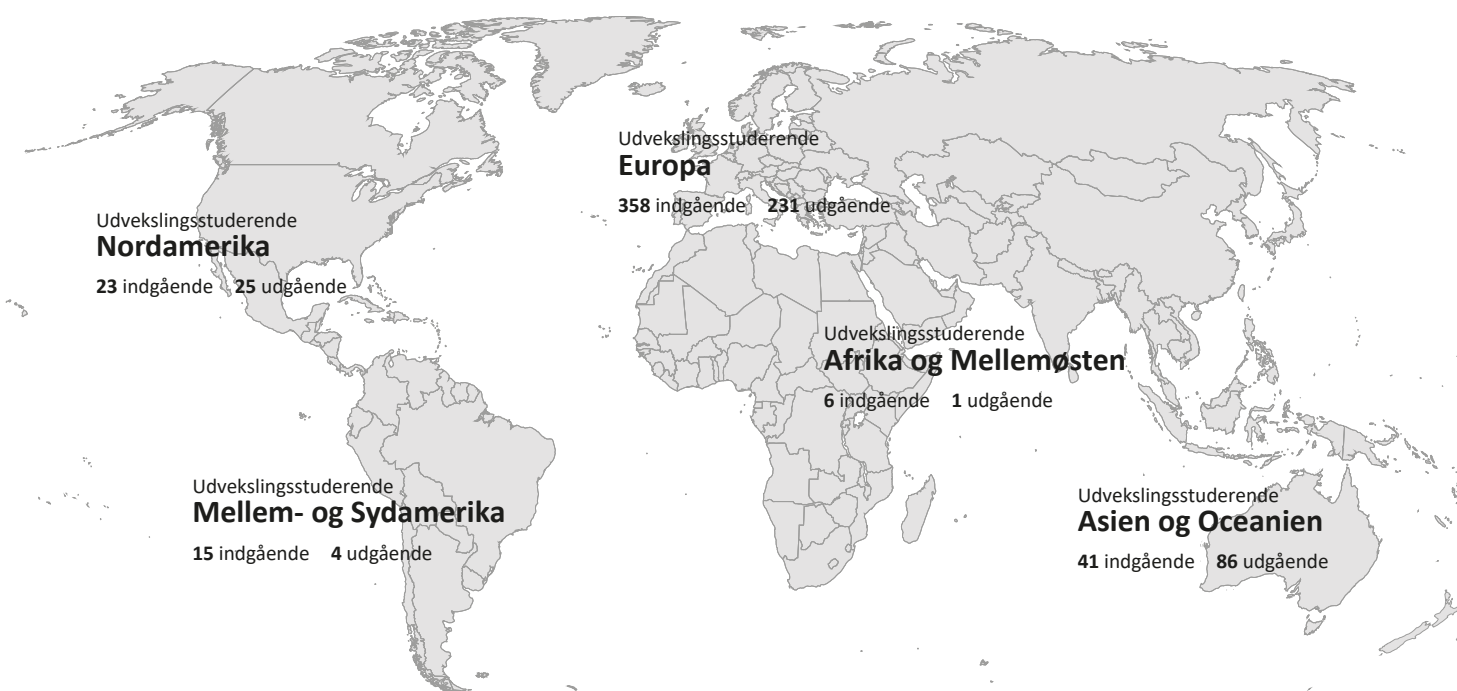 Udvekslingsstuderende
Europa
358 indgående 231 udgående
Udvekslingsstuderende
Nordamerika
23 indgående 25 udgående
Udvekslingsstuderende
Afrika og Mellemøsten
6 indgående 1 udgående
Udvekslingsstuderende
Mellem- og Sydamerika
15 indgående 4 udgående
Udvekslingsstuderende
Asien og Oceanien
41 indgående 86 udgående